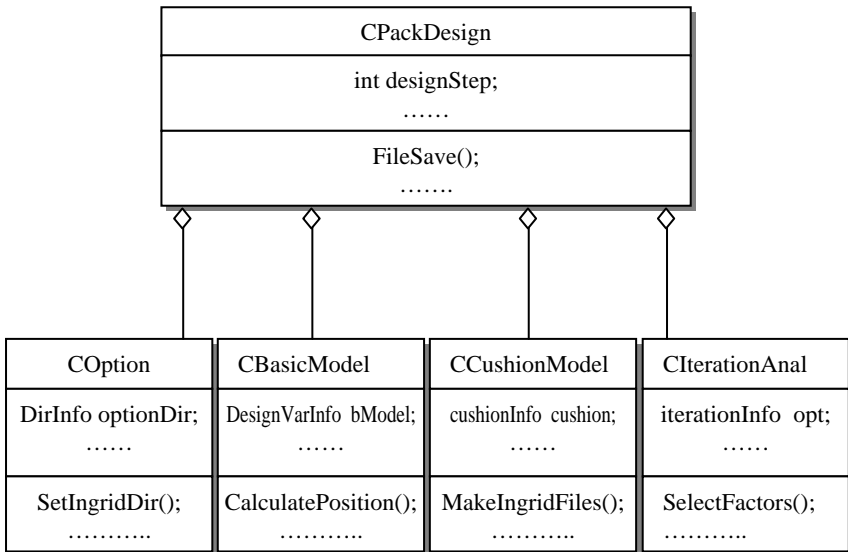 CPackDesign
int designStep;
……
FileSave();
…….
COption
DirInfo optionDir;
……
SetIngridDir();
………..
CBasicModel
DesignVarInfo bModel;
……
CalculatePosition();
………..
CCushionModel
cushionInfo cushion;
……
MakeIngridFiles();
………..
CIterationAnal
iterationInfo opt;
……
SelectFactors();
………..